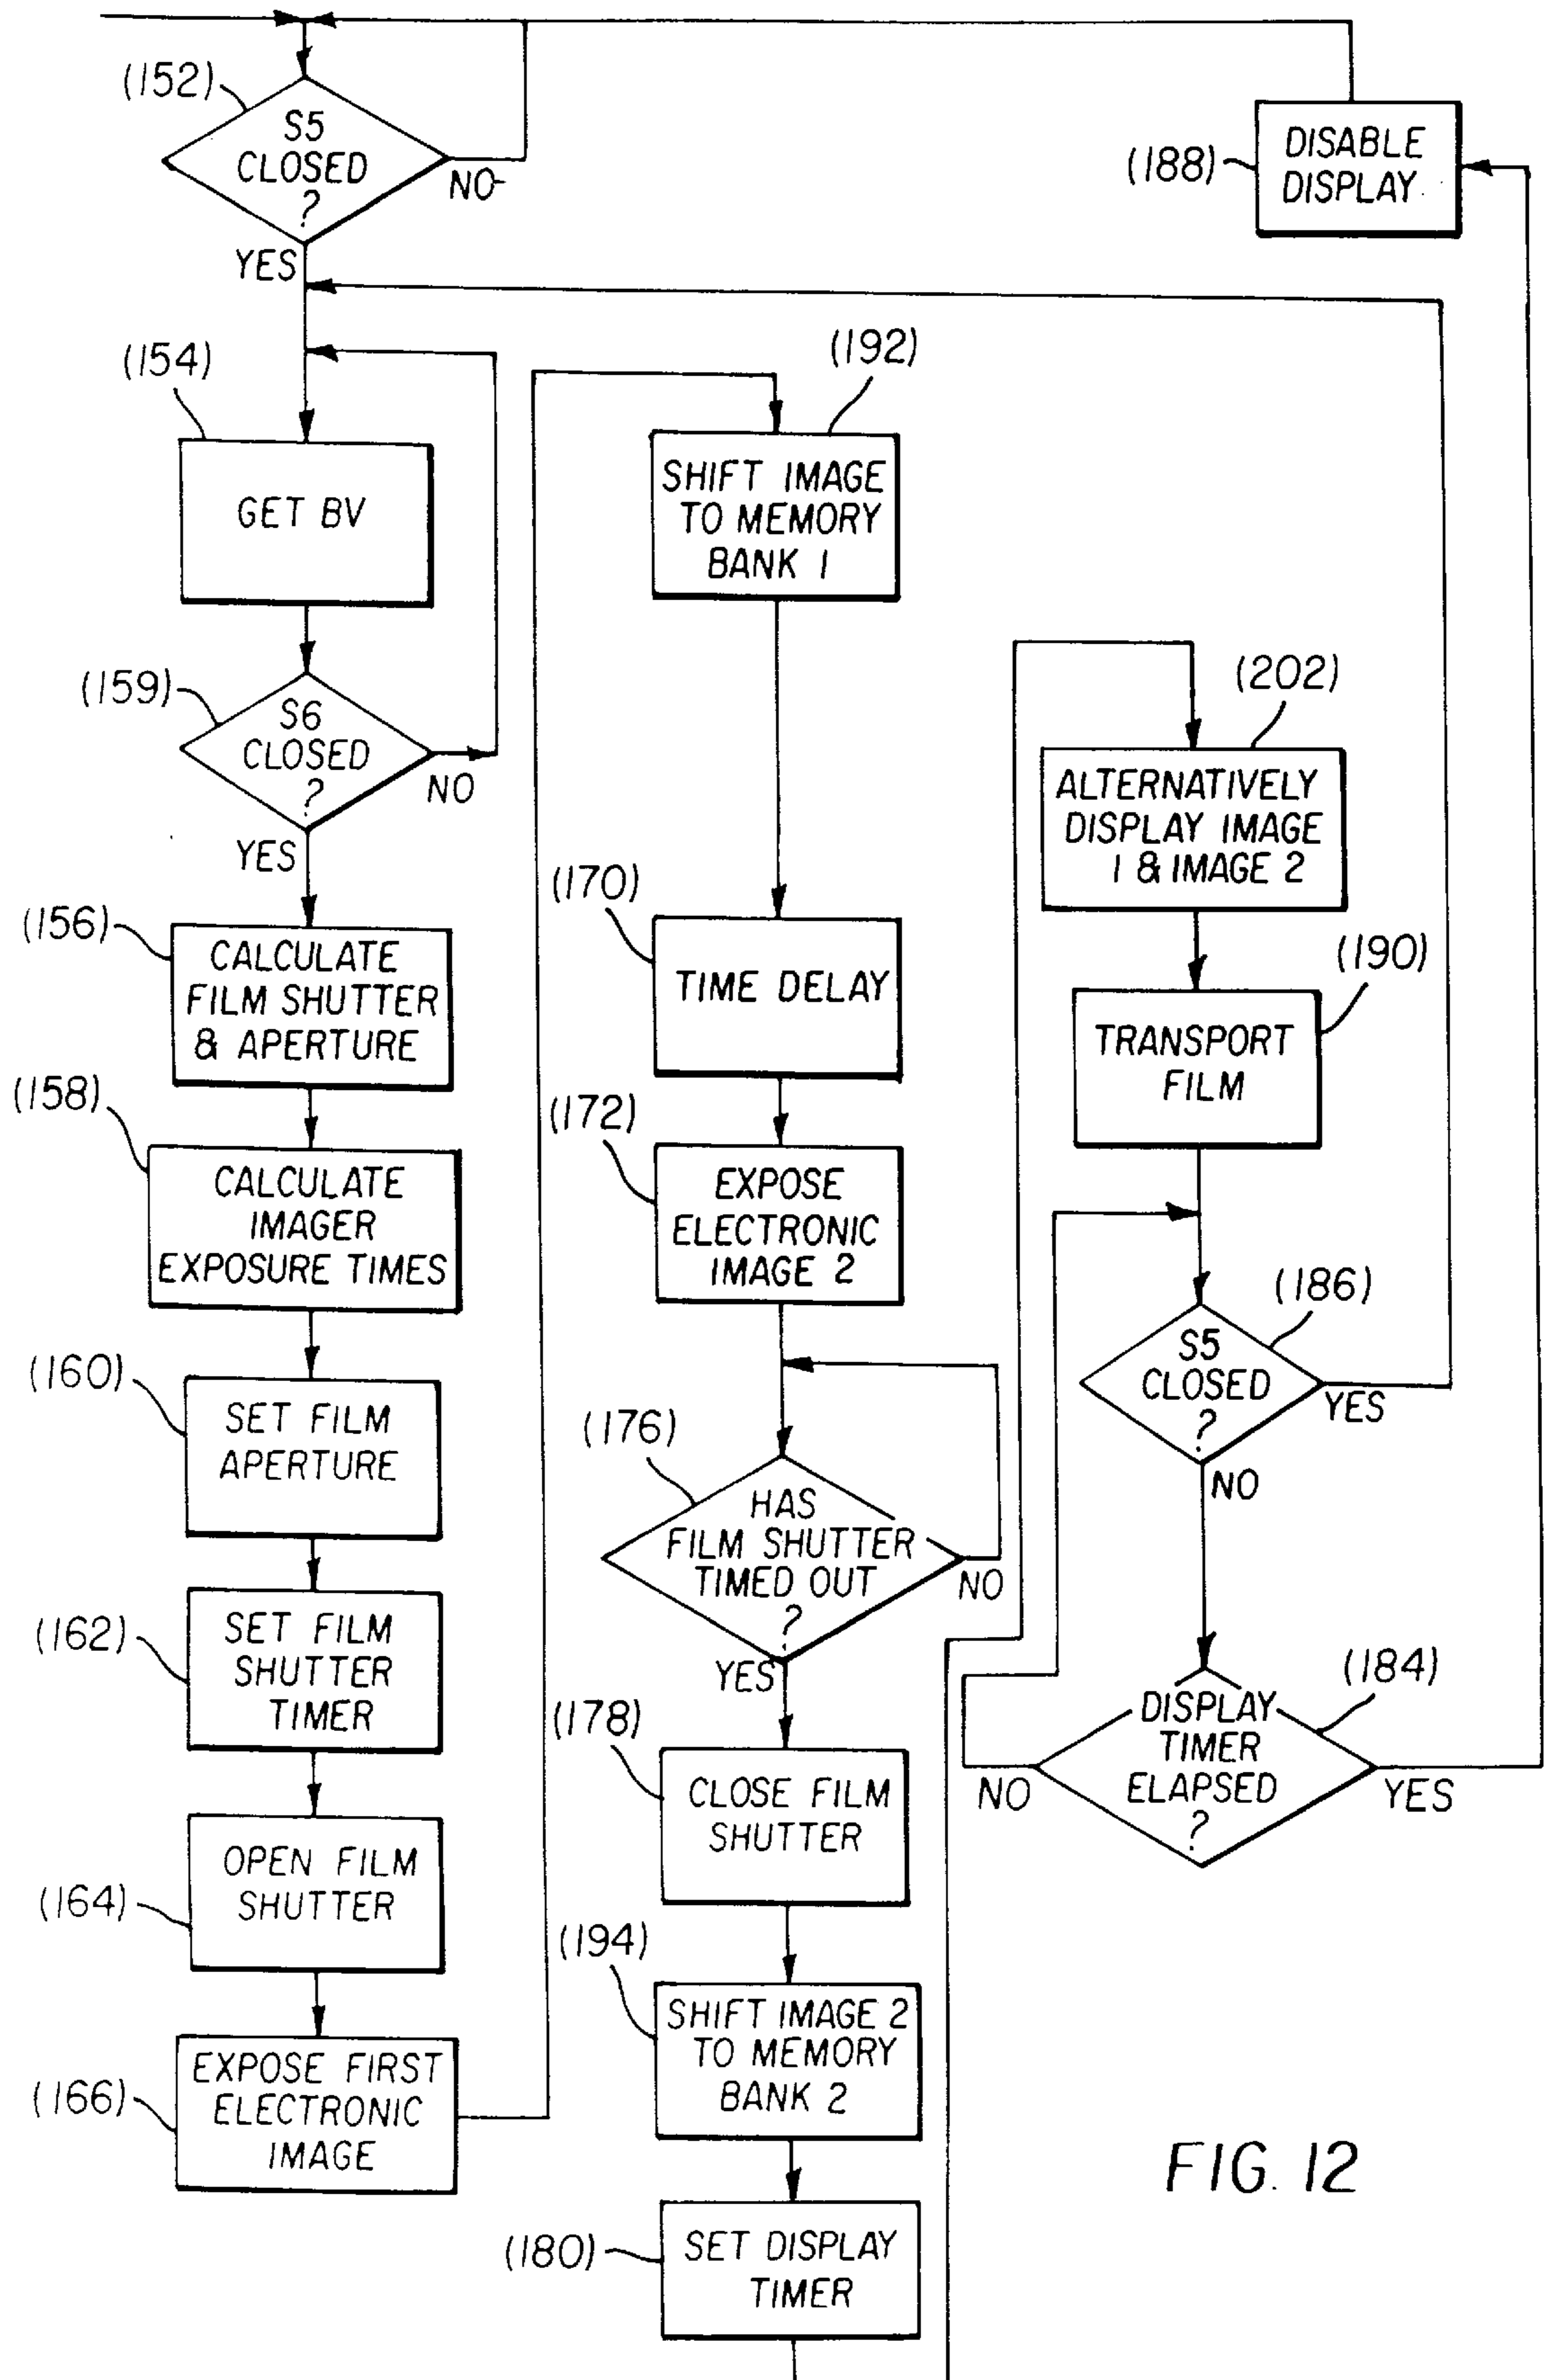 (152)
S5
CLOSED
?
NO
YES
(154)
GET BV
(159)
S6
CLOSED
?
NO
YES
(156)
CALCULATE
FILM SHUTTER
& APERTURE
(158)
CALCULATE
IMAGER
EXPOSURE TIMES
(160)
SET FILM
APERTURE
(162)
SET FILM
SHUTTER
TIMER
(164)
OPEN FILM
SHUTTER
(166)
EXPOSE FIRST
ELECTRONIC
IMAGE
(192)
SHIFT IMAGE
TO MEMORY
BANK 1
(170)
TIME DELAY
(172)
EXPOSE
ELECTRONIC
IMAGE 2
(176)
HAS
FILM SHUTTER
TIMED OUT
?
NO
YES
(178)
CLOSE FILM
SHUTTER
(194)
SHIFT IMAGE 2
TO MEMORY
BANK 2
(180)
SET DISPLAY
TIMER
(188)
DISABLE
DISPLAY
(202)
ALTERNATIVELY
DISPLAY IMAGE
1 & IMAGE 2
(190)
TRANSPORT
FILM
(186)
S5
CLOSED
?
YES
NO
(184)
DISPLAY
TIMER
ELAPSED
?
NO
YES
FIG. 12